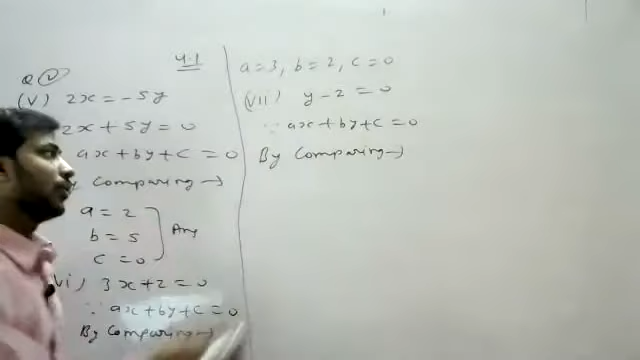 4.1
Q (2)
(V) 2x = -5y
2x + 5y = 0
ax + by + c = 0
By Comparing →
a = 2
b = 5 Ans
c = 0
vi) 3x + 2 = 0
∵ ax + by + c = 0
By Comparing →
a = 3, b = 2, c = 0
(VII) y - 2 = 0
∵ ax + by + c = 0
By Comparing →